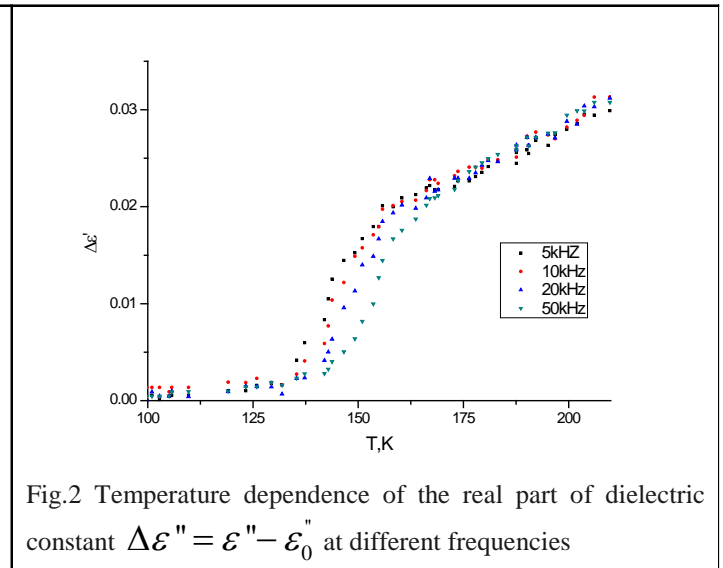 0.03
0.02
0.01
0.00
Δε'
100
125
150
175
200
T,K
5kHZ
10kHz
20kHz
50kHz
Fig.2 Temperature dependence of the real part of dielectric
constant Δε"=ε"−ε₀" at different frequencies